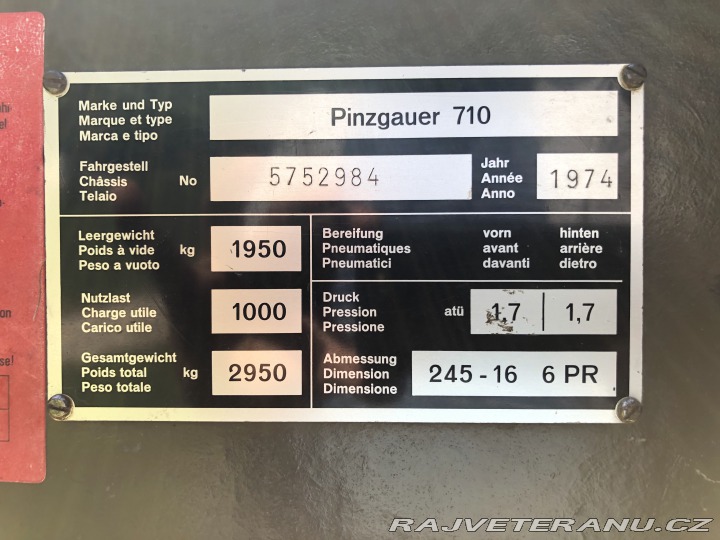 Marke und Typ
Marque et type
Marca e tipo
Pinzgauer 710
Fahrgestell
Châssis No
Telaio
5752984
Jahr
Année
Anno
1974
Leergewicht
Poids à vide kg
Peso a vuoto
1950
Bereifung vorn hinten
Pneumatiques avant arrière
Pneumatici davanti dietro
Nutzlast
Charge utile
Carico utile
1000
Druck
Pression atü
Pressione
1,7 1,7
Gesamtgewicht
Poids total kg
Peso totale
2950
Abmessung
Dimension
Dimensione
245-16 6 PR
RAJVETERANU.CZ